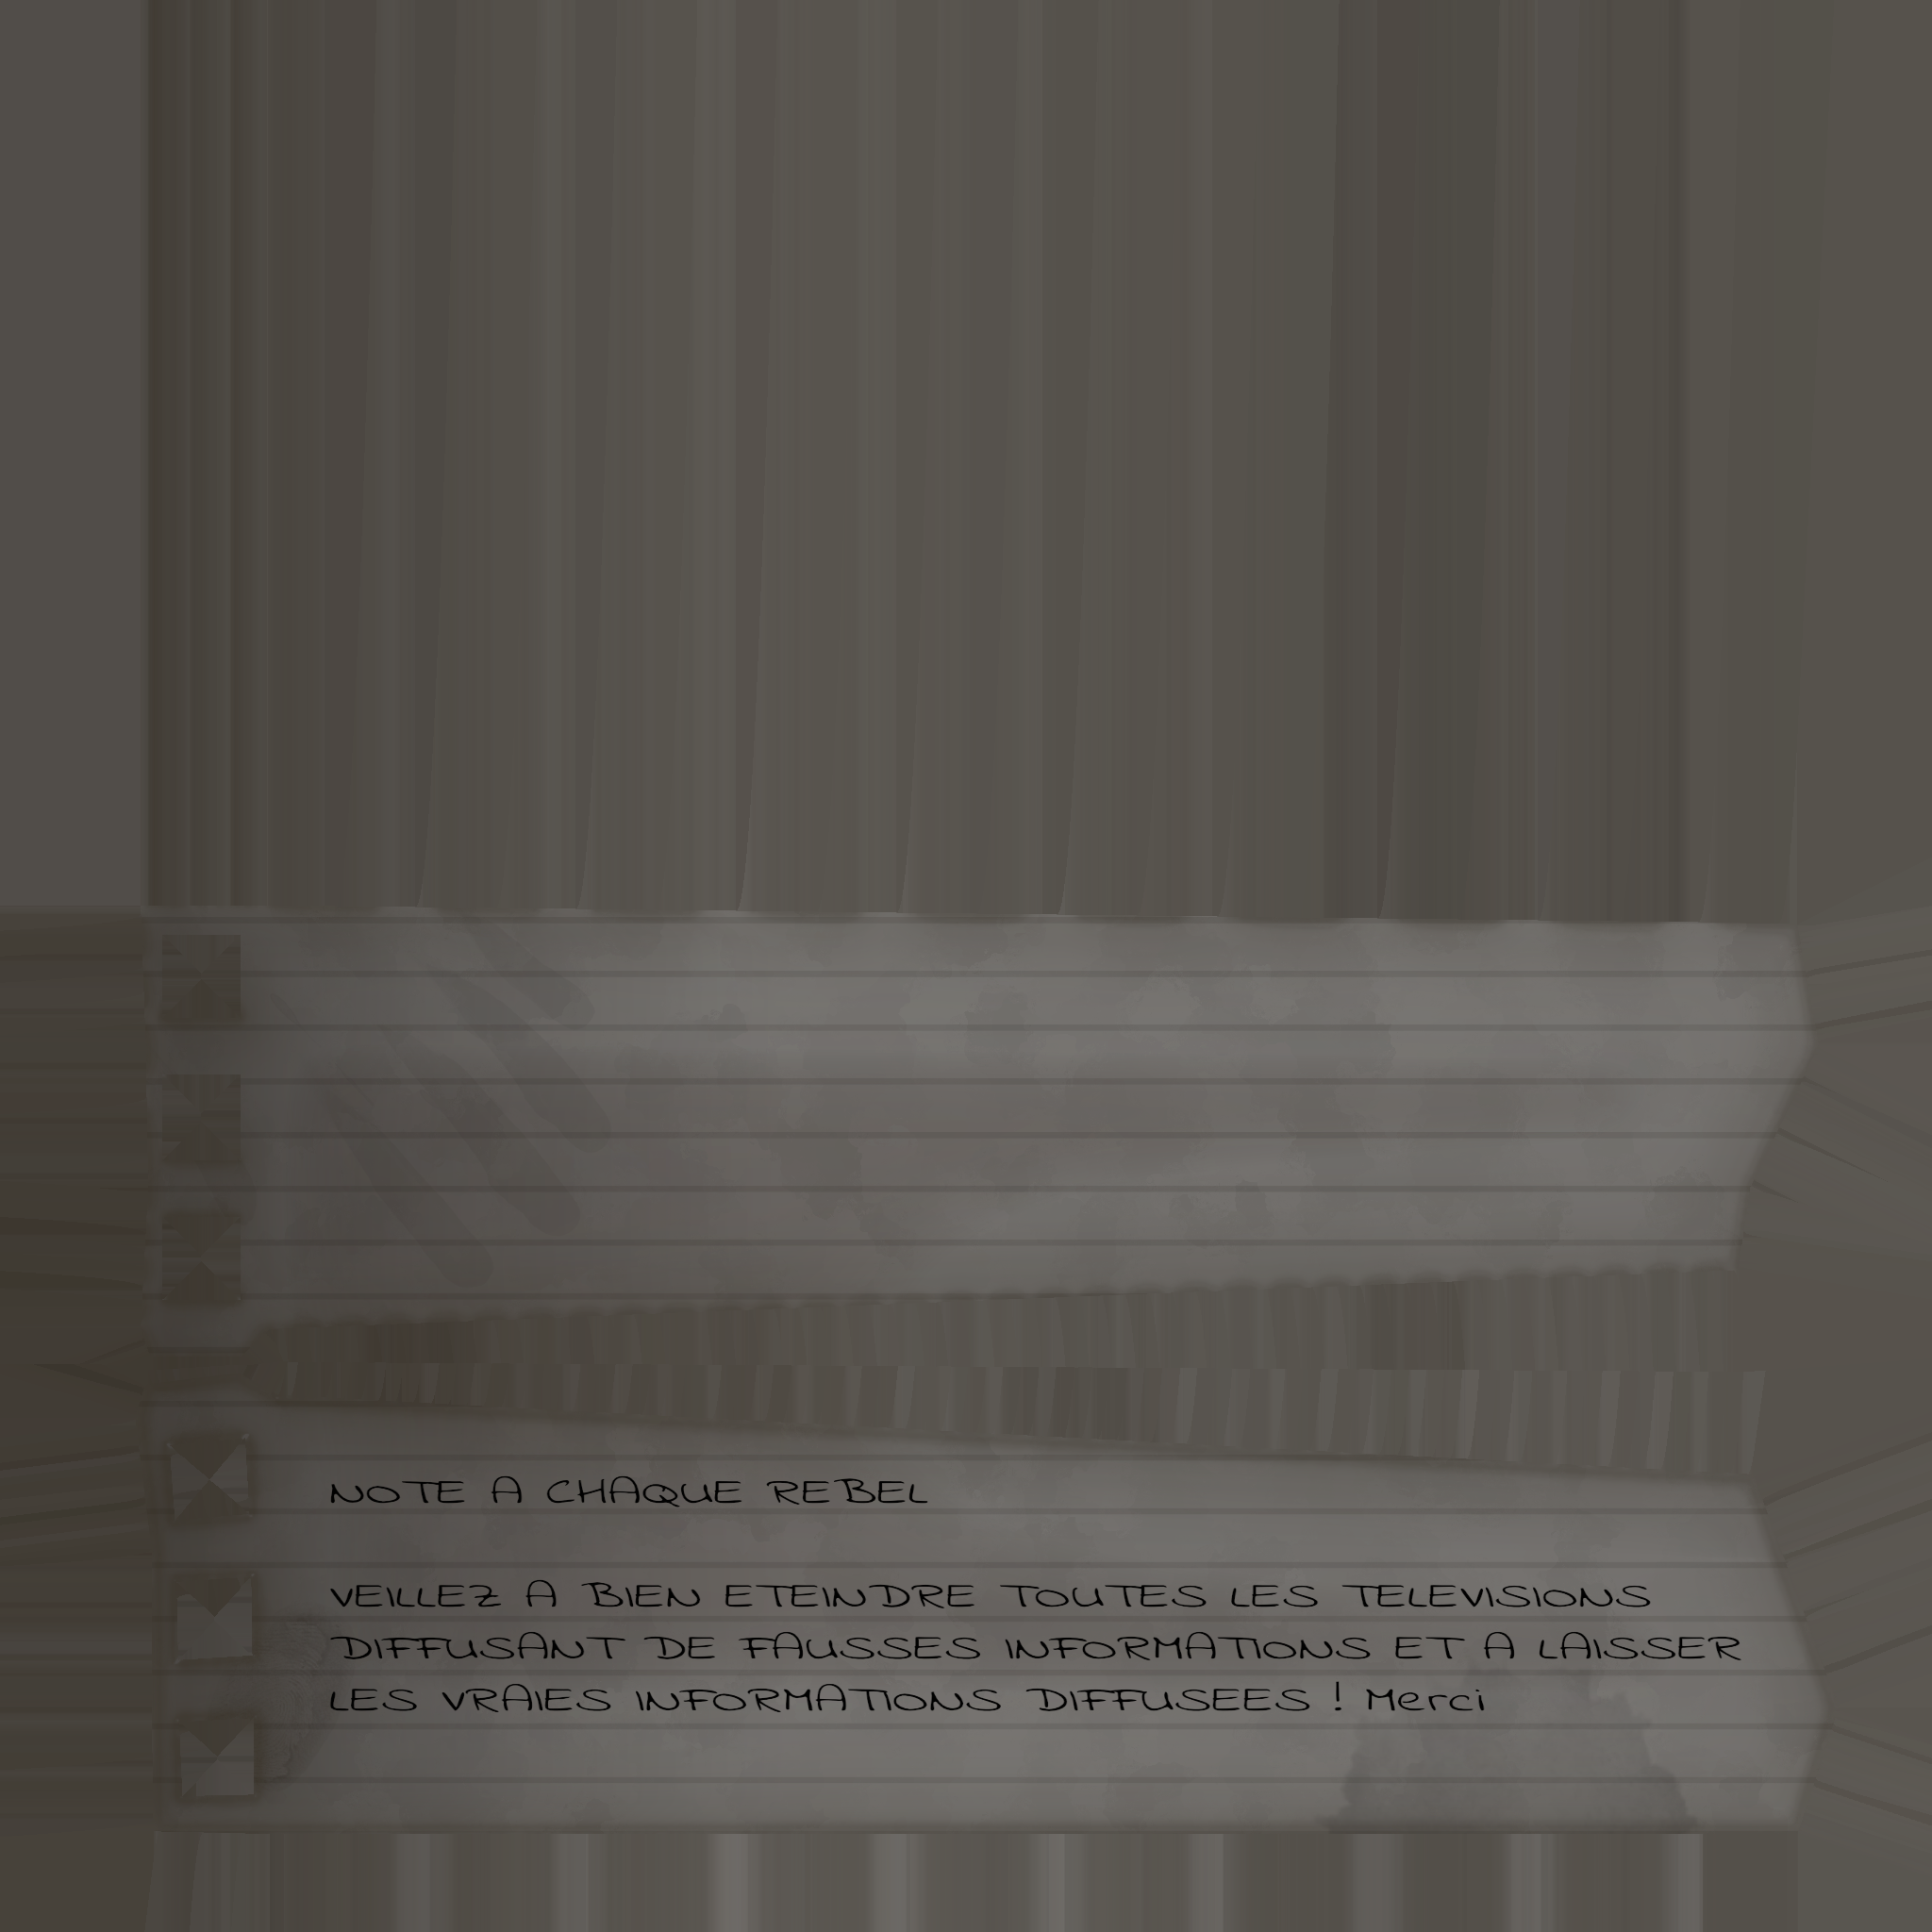 NOTE A CHAQUE REBEL
VEILLEZ A BIEN ETEINDRE TOUTES LES TELEVISIONS
DIFFUSANT DE FAUSSES INFORMATIONS ET A LAISSER
LES VRAIES INFORMATIONS DIFFUSEES ! Merci